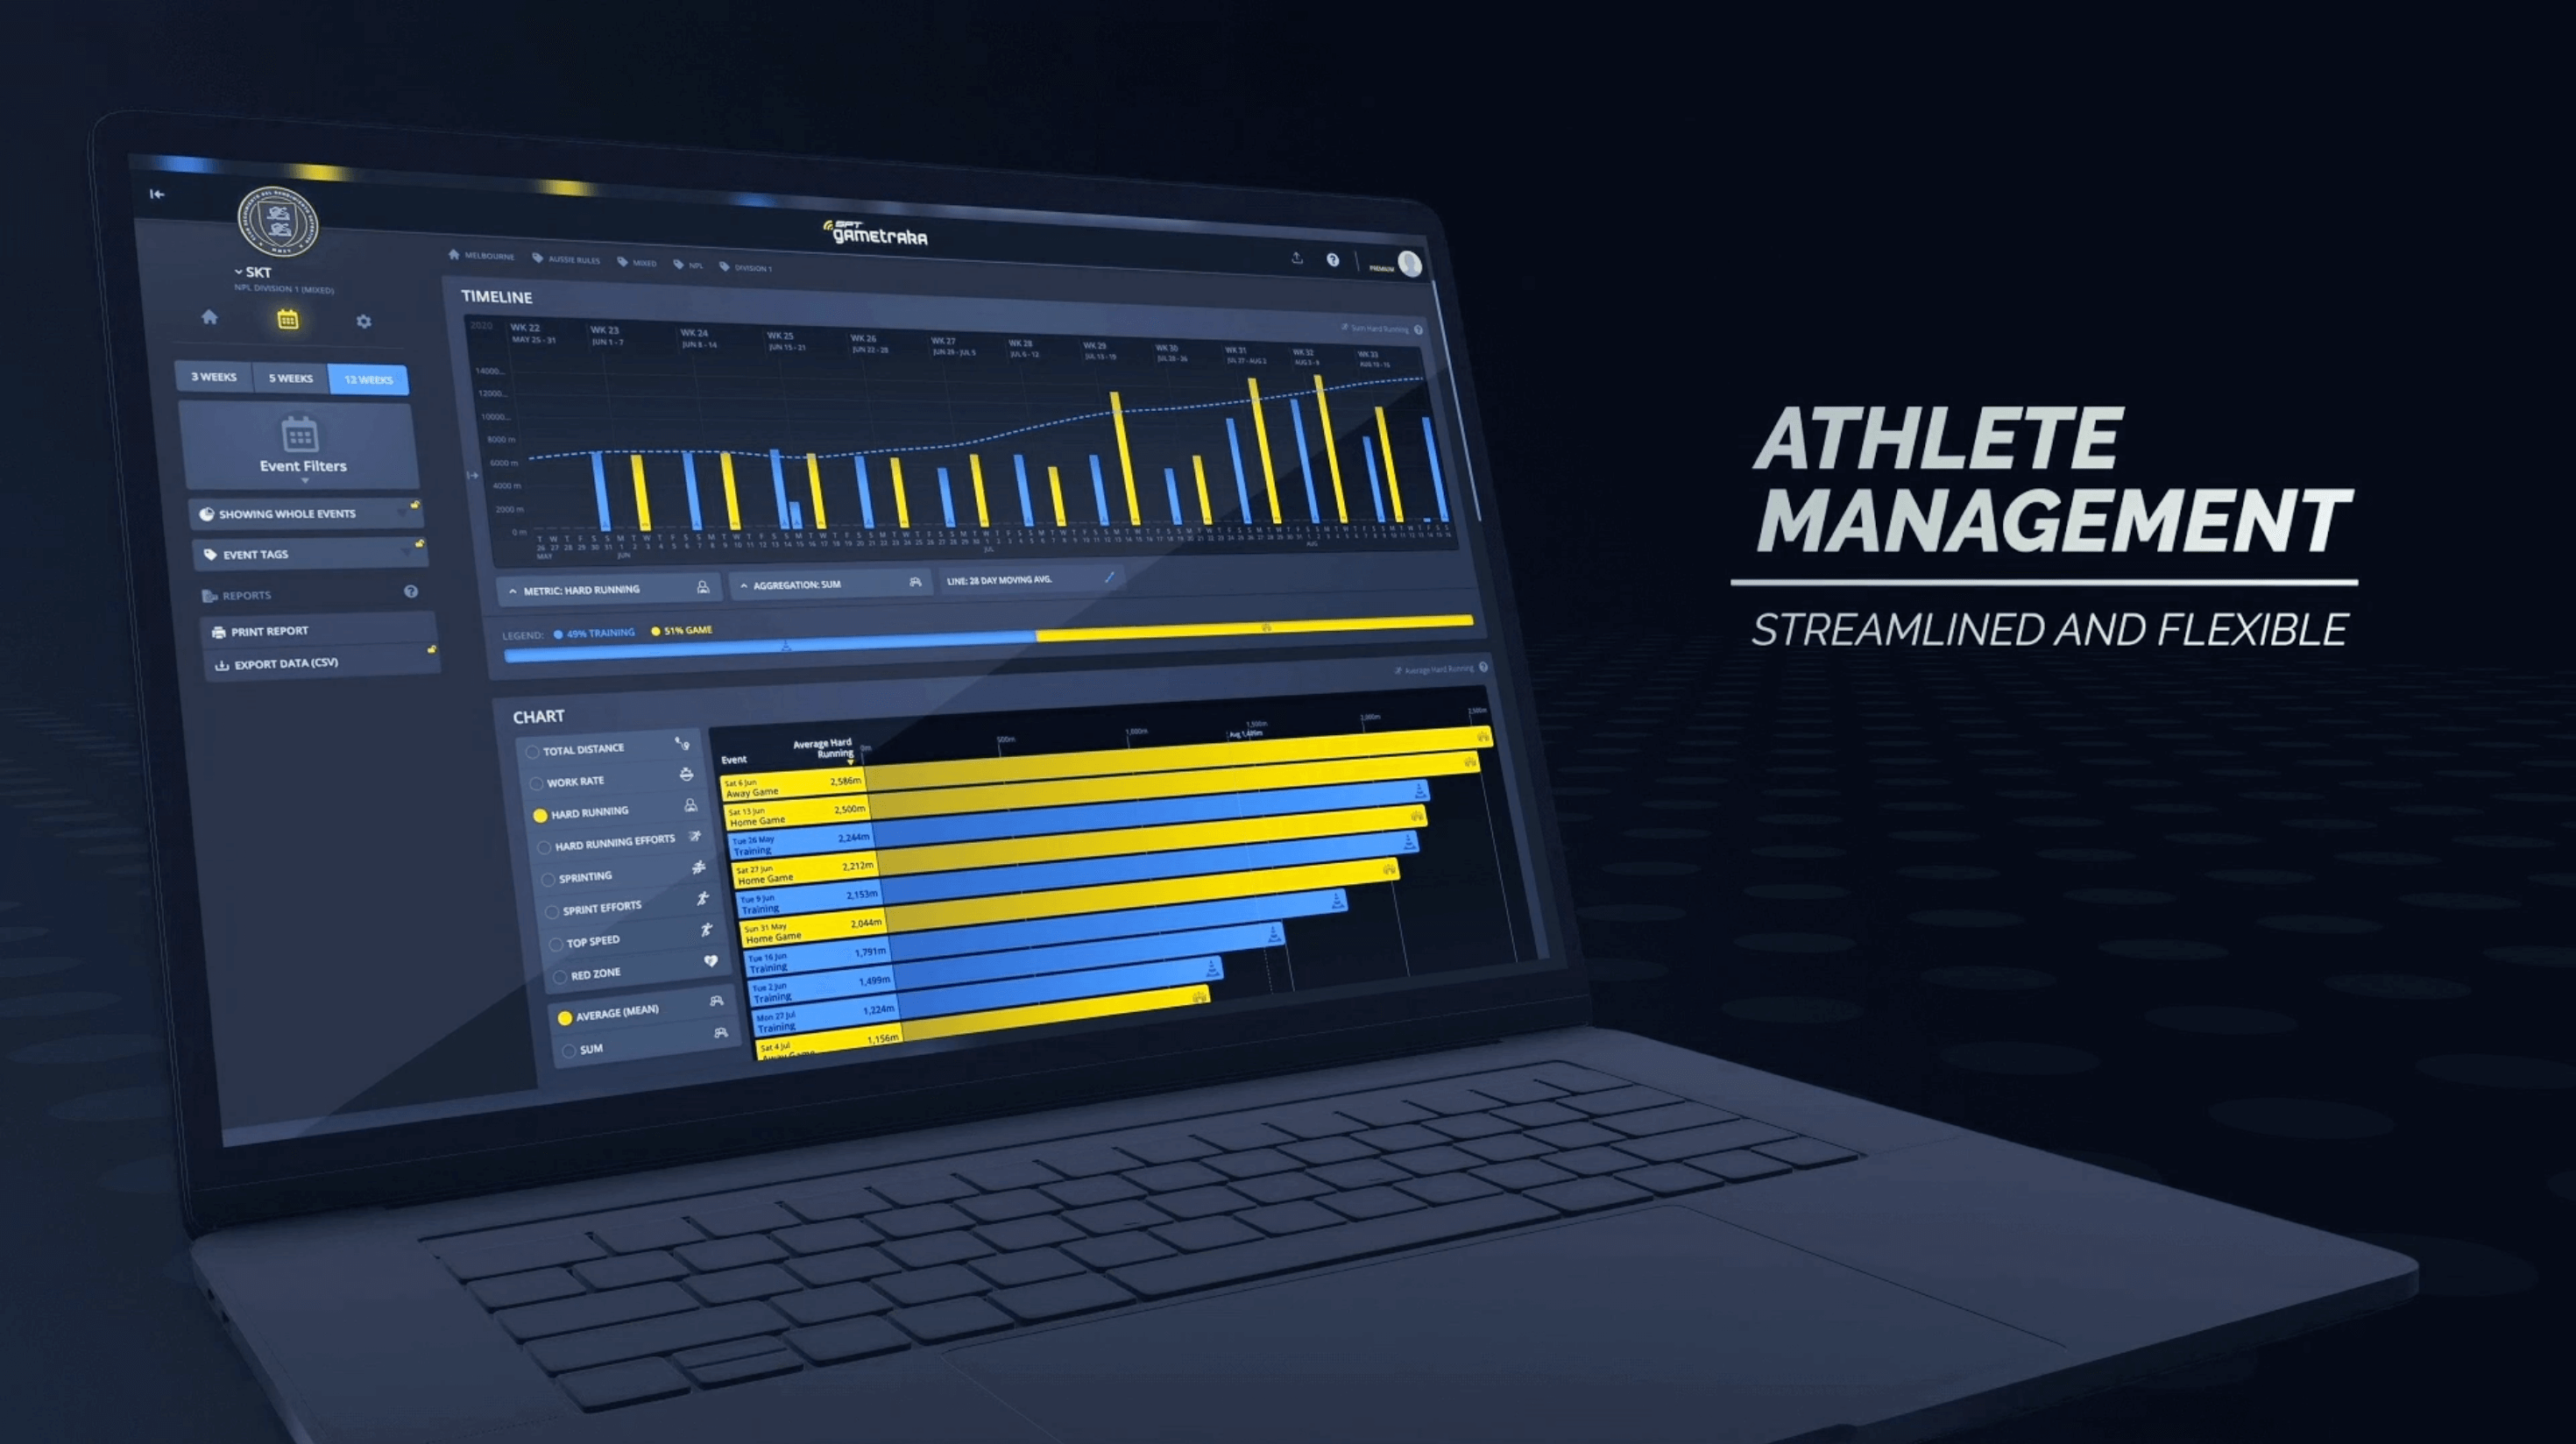 SPT
gametraka
SKT
NPL DIVISION 1 (MIXED)
3 WEEKS
5 WEEKS
12 WEEKS
Event Filters
SHOWING WHOLE EVENTS
EVENT TAGS
REPORTS
PRINT REPORT
EXPORT DATA (CSV)
MELBOURNE
AUSSIE RULES
MIXED
NPL
DIVISION 1
PREMIUM
TIMELINE
Sum Hard Running
2020
WK 22
MAY 25 - 31
WK 23
JUN 1 - 7
WK 24
JUN 8 - 14
WK 25
JUN 15 - 21
WK 26
JUN 22 - 28
WK 27
JUN 29 - JUL 5
WK 28
JUL 6 - 12
WK 29
JUL 13 - 19
WK 30
JUL 20 - 26
WK 31
JUL 27 - AUG 2
WK 32
AUG 3 - 9
WK 33
AUG 10 - 16
14000...
12000...
10000...
8000 m
6000 m
4000 m
2000 m
0 m
MAY
JUN
JUL
AUG
METRIC: HARD RUNNING
AGGREGATION: SUM
LINE: 28 DAY MOVING AVG.
LEGEND:
49% TRAINING
51% GAME
Average Hard Running
CHART
TOTAL DISTANCE
WORK RATE
HARD RUNNING
HARD RUNNING EFFORTS
SPRINTING
SPRINT EFFORTS
TOP SPEED
RED ZONE
AVERAGE (MEAN)
SUM
Event
Average Hard
Running
0m
500m
1,000m
1,500m
2,000m
2,500m
Sat 6 Jun
Away Game
2,586m
Sat 13 Jun
Home Game
2,500m
Tue 26 May
Training
2,244m
Sat 27 Jun
Home Game
2,212m
Tue 9 Jun
Training
2,153m
Sun 31 May
Home Game
2,044m
Tue 16 Jun
Training
1,791m
Tue 2 Jun
Training
1,499m
Mon 27 Jul
Training
1,224m
Sat 4 Jul
Away Game
1,156m
ATHLETE
MANAGEMENT
STREAMLINED AND FLEXIBLE